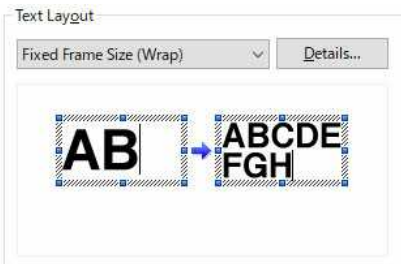 Text Layout
Fixed Frame Size (Wrap)
Details...
AB
ABCDE
FGH